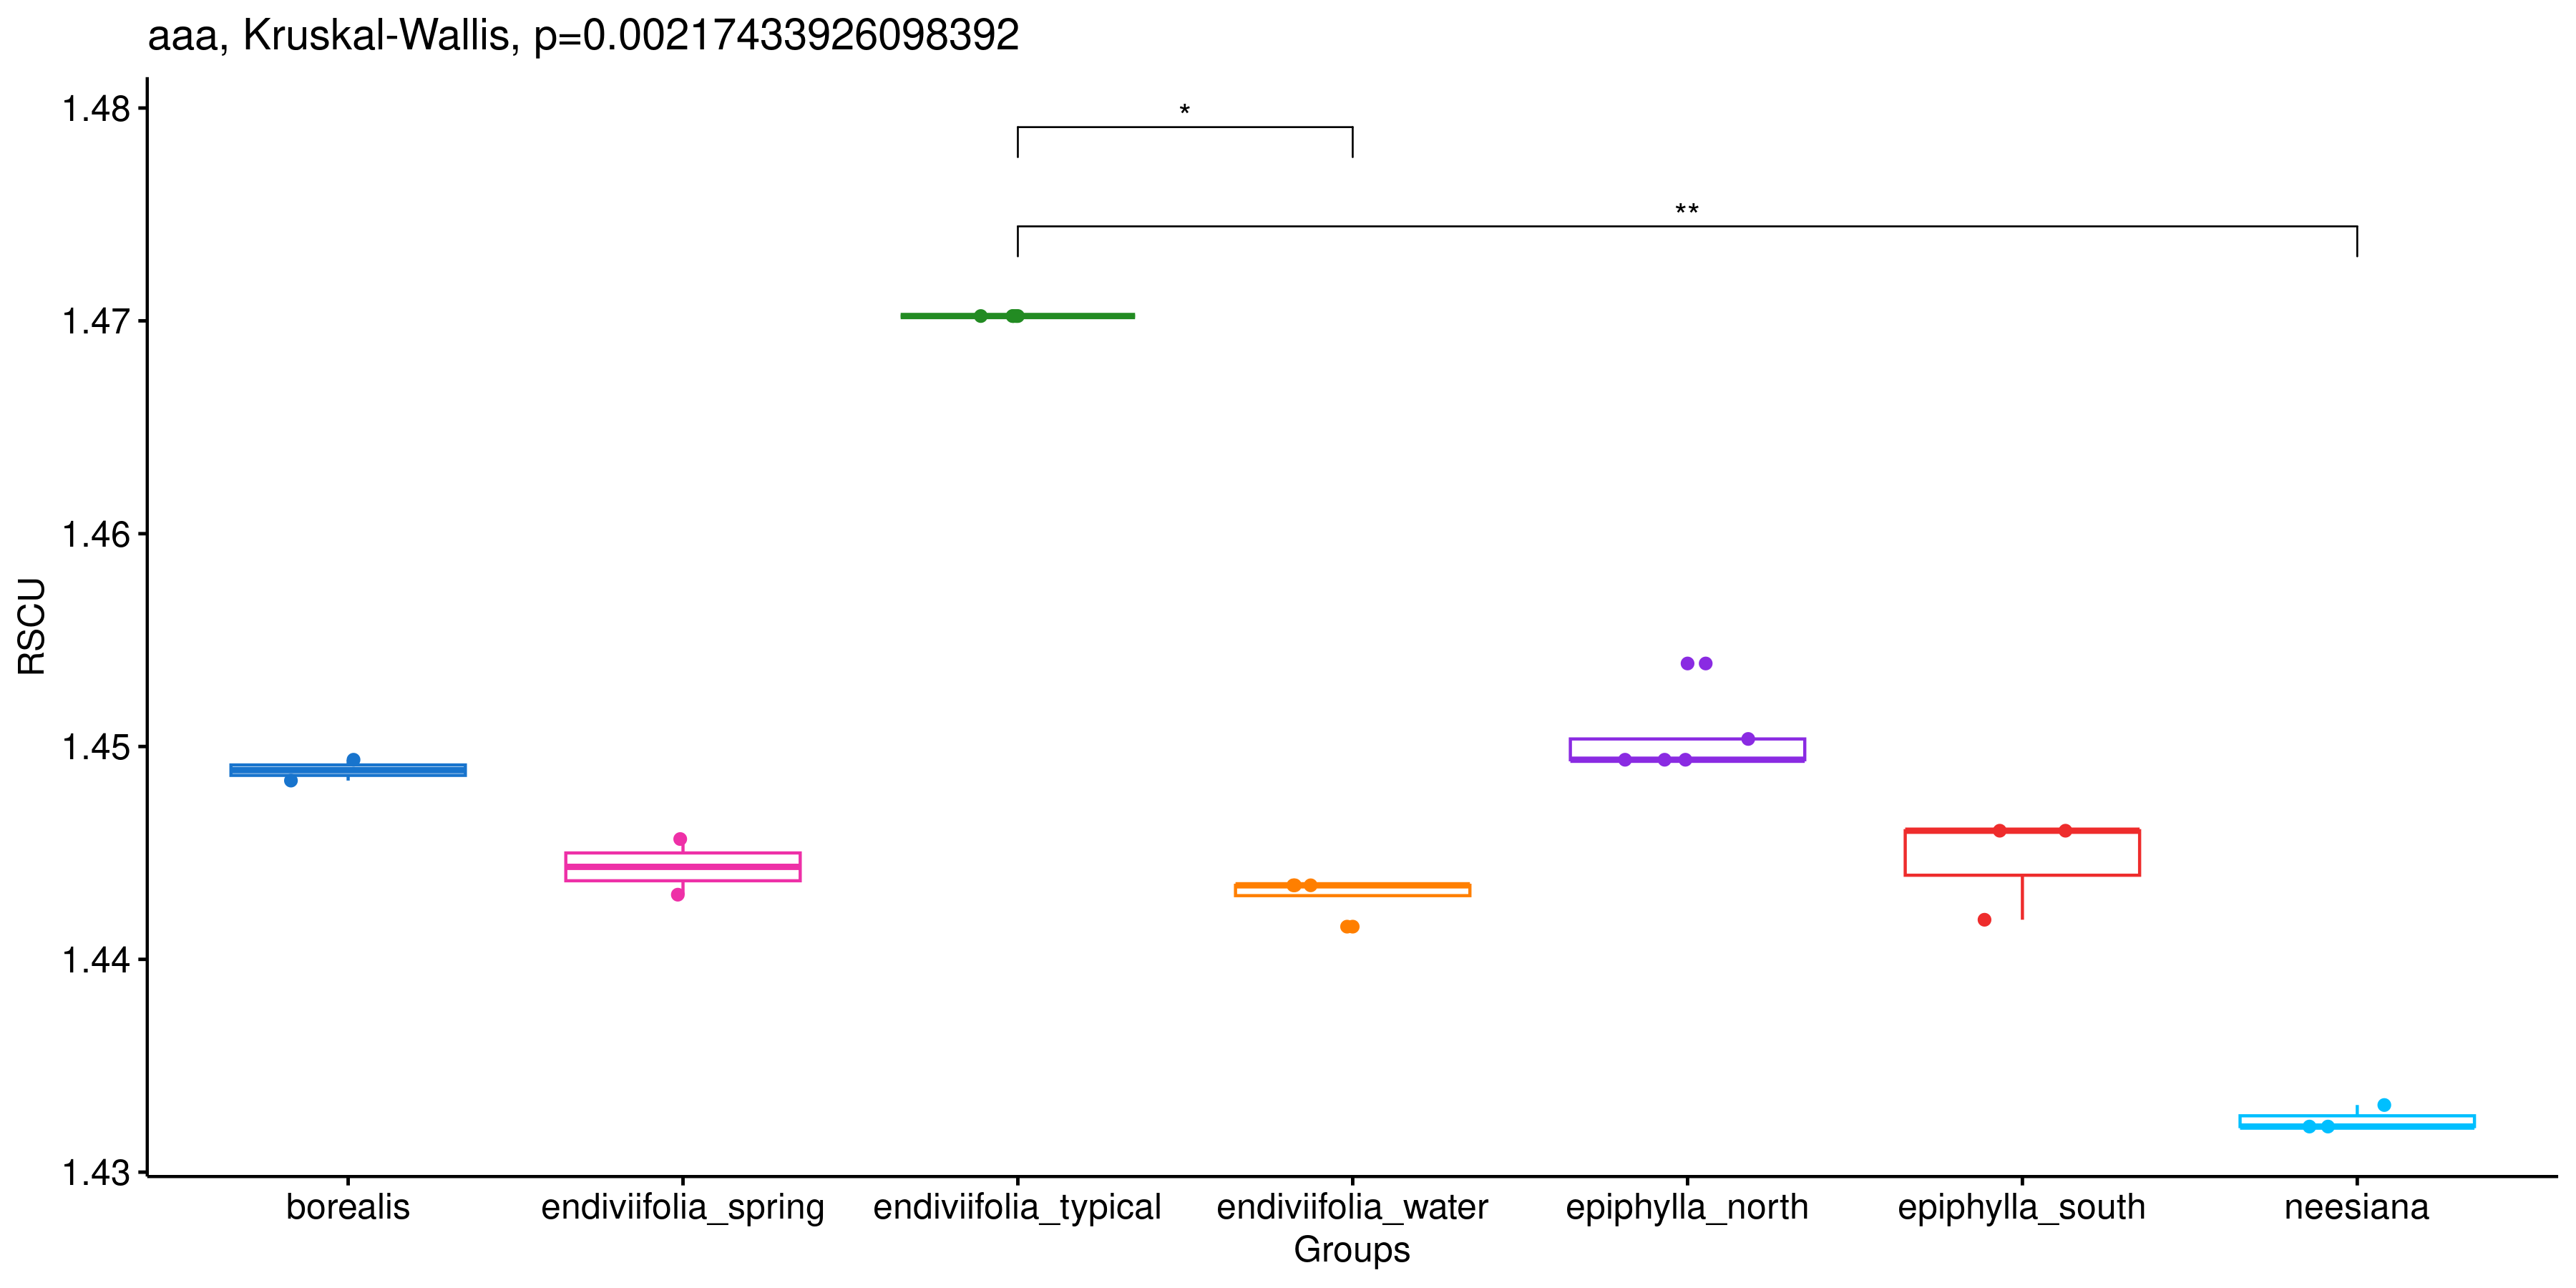 aaa, Kruskal-Wallis, p=0.00217433926098392
1.48
1.47
1.46
1.45
1.44
1.43
RSCU
*
**
borealis endiviifolia_spring endiviifolia_typical endiviifolia_water epiphylla_north epiphylla_south neesiana
Groups